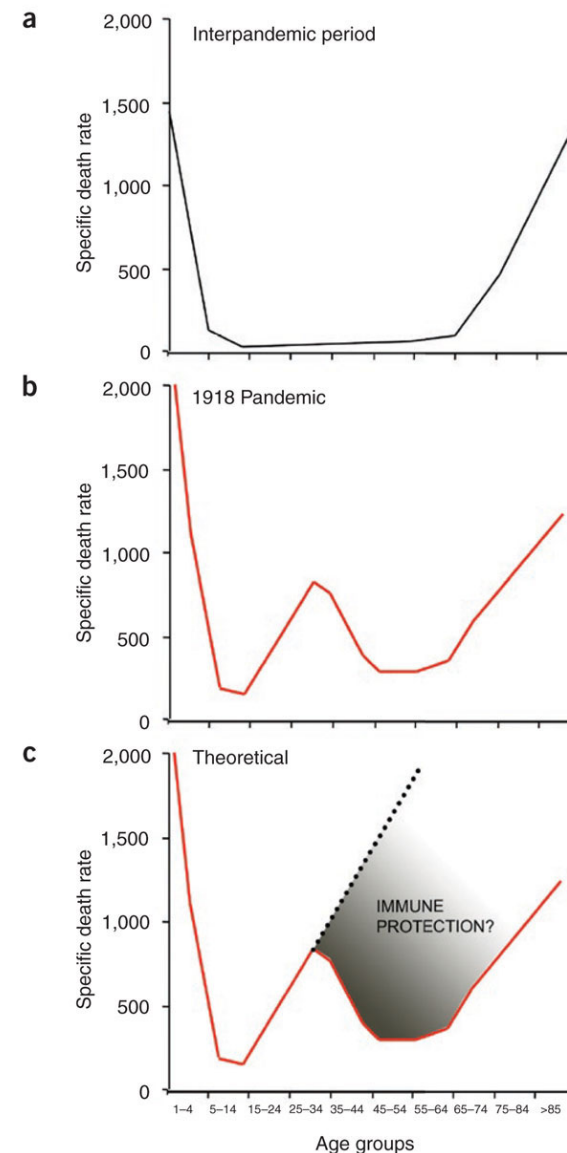 a
2,000
Interpandemic period
1,500
1,000
500
0
Specific death rate
b
2,000
1918 Pandemic
1,500
1,000
500
0
Specific death rate
c
2,000
Theoretical
1,500
1,000
500
0
Specific death rate
IMMUNE
PROTECTION?
1–4 5–14 15–24 25–34 35–44 45–54 55–64 65–74 75–84 >85
Age groups